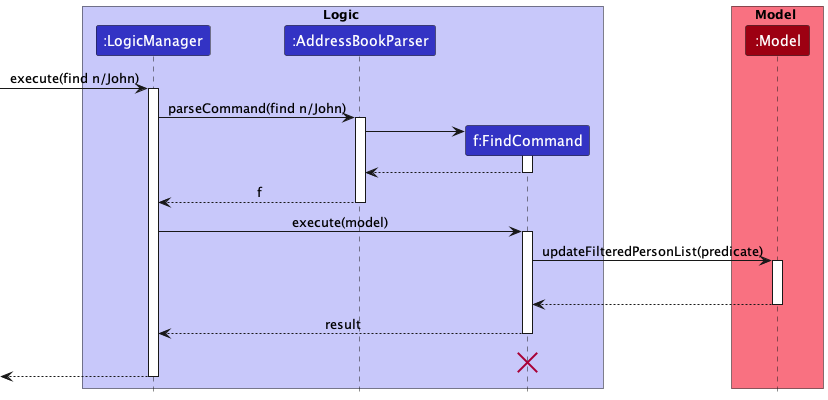 Logic
Model
:LogicManager
:AddressBookParser
:Model
execute(find n/John)
parseCommand(find n/John)
f:FindCommand
f
execute(model)
updateFilteredPersonList(predicate)
result